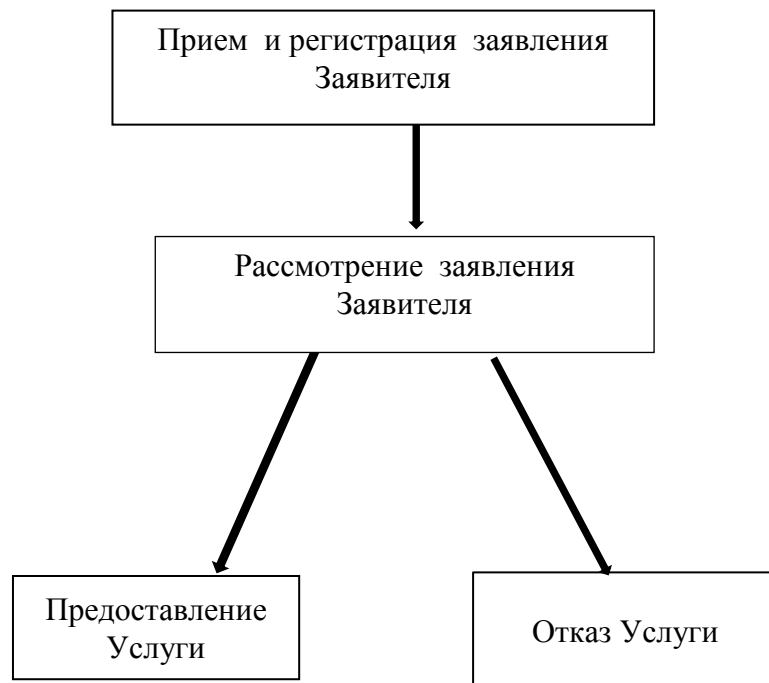 Прием и регистрация заявления
Заявителя
Рассмотрение заявления
Заявителя
Предоставление
Услуги
Отказ Услуги